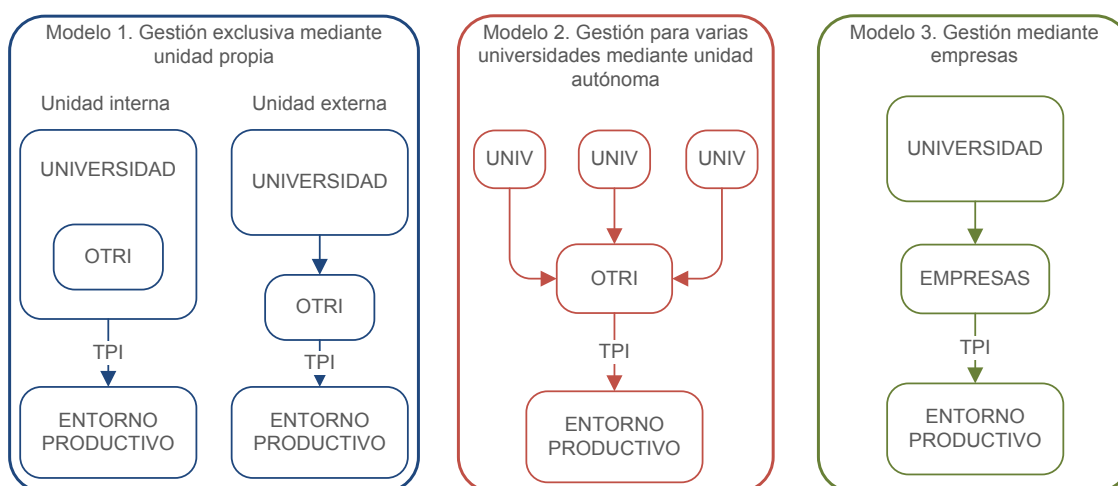 Modelo 1. Gestión exclusiva mediante
unidad propia
Unidad interna
Unidad externa
UNIVERSIDAD
OTRI
TPI
ENTORNO
PRODUCTIVO
UNIVERSIDAD
OTRI
TPI
ENTORNO
PRODUCTIVO
Modelo 2. Gestión para varias
universidades mediante unidad
autónoma
UNIV
UNIV
UNIV
OTRI
TPI
ENTORNO
PRODUCTIVO
Modelo 3. Gestión mediante
empresas
UNIVERSIDAD
EMPRESAS
TPI
ENTORNO
PRODUCTIVO